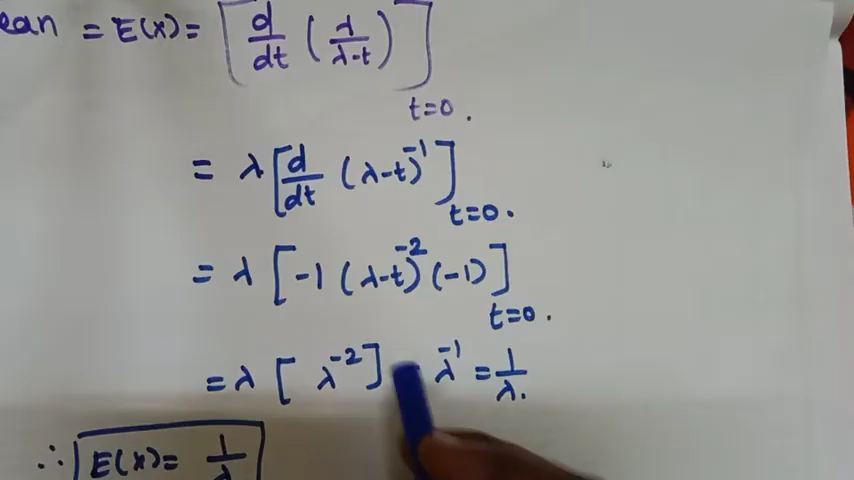 ean = E(x) = [ d/dt ( λ/λ-t ) ] t=0.
= λ [ d/dt (λ-t)^-1 ] t=0.
= λ [ -1 (λ-t)^-2 (-1) ] t=0.
= λ [ λ^-2 ] λ^-1 = 1/λ.
∴ E(x) = 1/λ